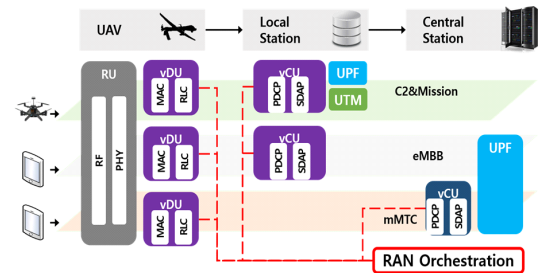 UAV
Local
Station
Central
Station
RU
RF
PHY
vDU
MAC
RLC
vCU
PDCP
SDAP
UPF
UTM
C2&Mission
vDU
MAC
RLC
vCU
PDCP
SDAP
eMBB
UPF
vDU
MAC
RLC
mMTC
vCU
PDCP
SDAP
RAN Orchestration